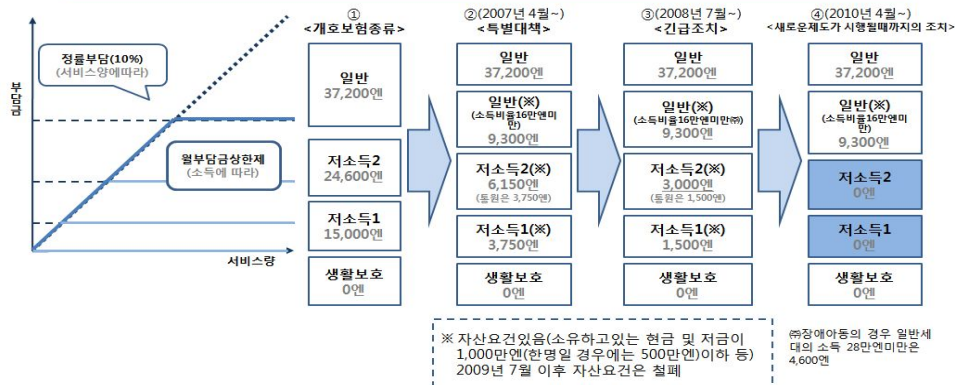 ①
<개호보험종류>
②(2007년 4월~)
<특별대책>
③(2008년 7월~)
<긴급조치>
④(2010년 4월~)
<새로운제도가 시행될때까지의 조치>
부담금
정률부담(10%)
(서비스양에따라)
월부담금상한제
(소득에 따라)
서비스량
일반
37,200엔
저소득2
24,600엔
저소득1
15,000엔
생활보호
0엔
일반
37,200엔
일반(※)
(소득비율16만엔미
만)
9,300엔
저소득2(※)
6,150엔
(통원은 3,750엔)
저소득1(※)
3,750엔
생활보호
0엔
일반
37,200엔
일반(※)
(소득비율16만엔미만㈜)
9,300엔
저소득2(※)
3,000엔
(통원은 1,500엔)
저소득1(※)
1,500엔
생활보호
0엔
일반
37,200엔
일반(※)
(소득비율16만엔미
만)
9,300엔
저소득2
0엔
저소득1
0엔
생활보호
0엔
※ 자산요건있음(소유하고있는 현금 및 저금이
1,000만엔(한명일 경우에는 500만엔)이하 등)
2009년 7월 이후 자산요건은 철폐
㈜장애아동의 경우 일반세
대의 소득 28만엔미만은
4,600엔